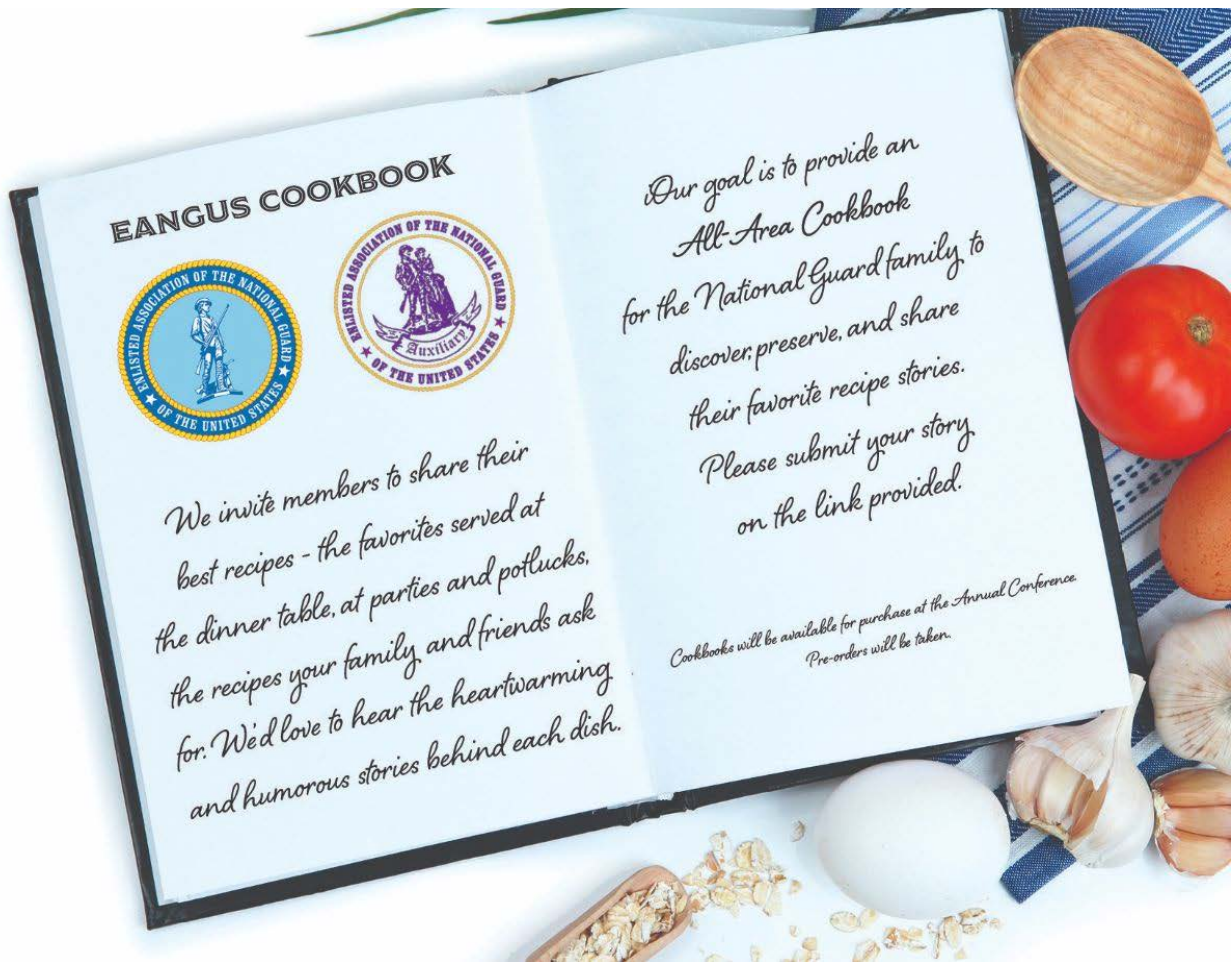 EANGUS COOKBOOK
ENLISTED ASSOCIATION OF THE NATIONAL GUARD
★ OF THE UNITED STATES ★
ENLISTED ASSOCIATION OF THE NATIONAL GUARD
Auxiliary
★ OF THE UNITED STATES ★
We invite members to share their
best recipes - the favorites served at
the dinner table, at parties and potlucks,
the recipes your family and friends ask
for. We'd love to hear the heartwarming
and humorous stories behind each dish.
Our goal is to provide an
All-Area Cookbook
for the National Guard family to
discover, preserve, and share
their favorite recipe stories.
Please submit your story
on the link provided.
Cookbooks will be available for purchase at the Annual Conference.
Pre-orders will be taken.